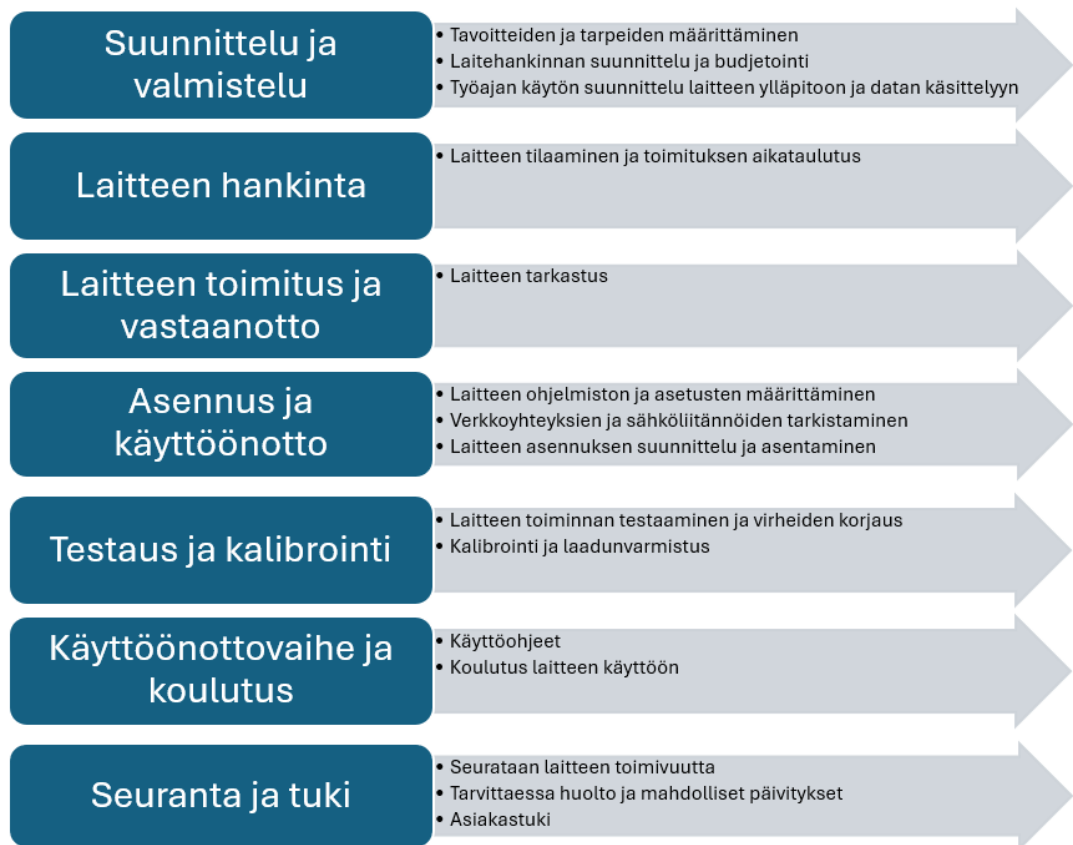 Suunnittelu ja
valmistelu
• Tavoitteiden ja tarpeiden määrittäminen
• Laitehankinnan suunnittelu ja budjetointi
• Työajan käytön suunnittelu laitteen ylläpitoon ja datan käsittelyyn
Laitteen hankinta
• Laitteen tilaaminen ja toimituksen aikataulutus
Laitteen toimitus ja
vastaanotto
• Laitteen tarkastus
Asennus ja
käyttöönotto
• Laitteen ohjelmiston ja asetusten määrittäminen
• Verkkoyhteyksien ja sähköliitännöiden tarkistaminen
• Laitteen asennuksen suunnittelu ja asentaminen
Testaus ja kalibrointi
• Laitteen toiminnan testaaminen ja virheiden korjaus
• Kalibrointi ja laadunvarmistus
Käyttöönottovaihe ja
koulutus
• Käyttöohjeet
• Koulutus laitteen käyttöön
Seuranta ja tuki
• Seurataan laitteen toimivuutta
• Tarvittaessa huolto ja mahdolliset päivitykset
• Asiakastuki